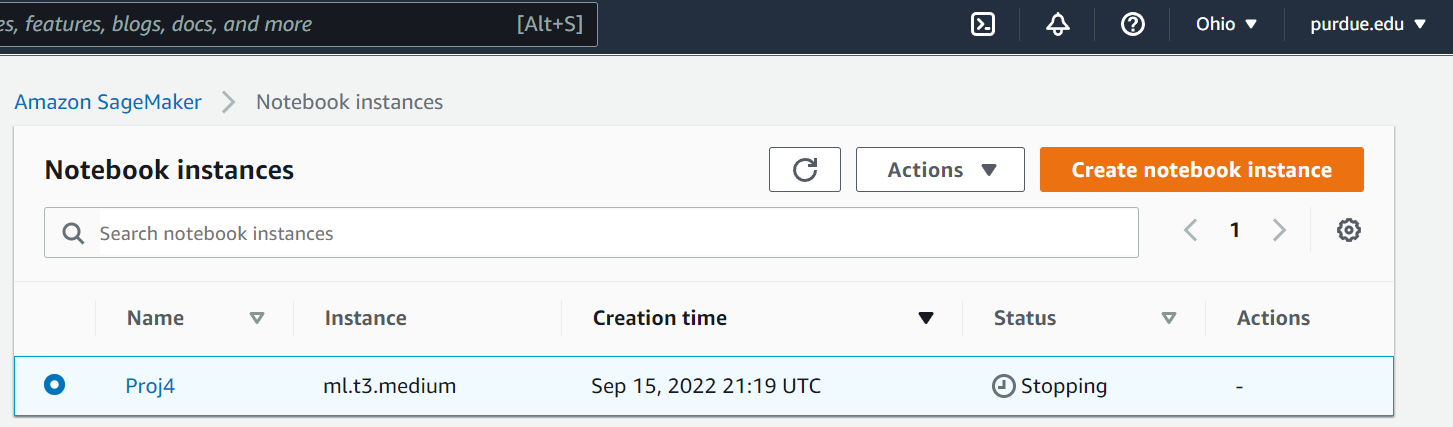 es, features, blogs, docs, and more [Alt+S] Ohio purdue.edu
Amazon SageMaker Notebook instances
Notebook instances Actions Create notebook instance
Search notebook instances 1
Name Instance Creation time Status Actions
Proj4 ml.t3.medium Sep 15, 2022 21:19 UTC Stopping -